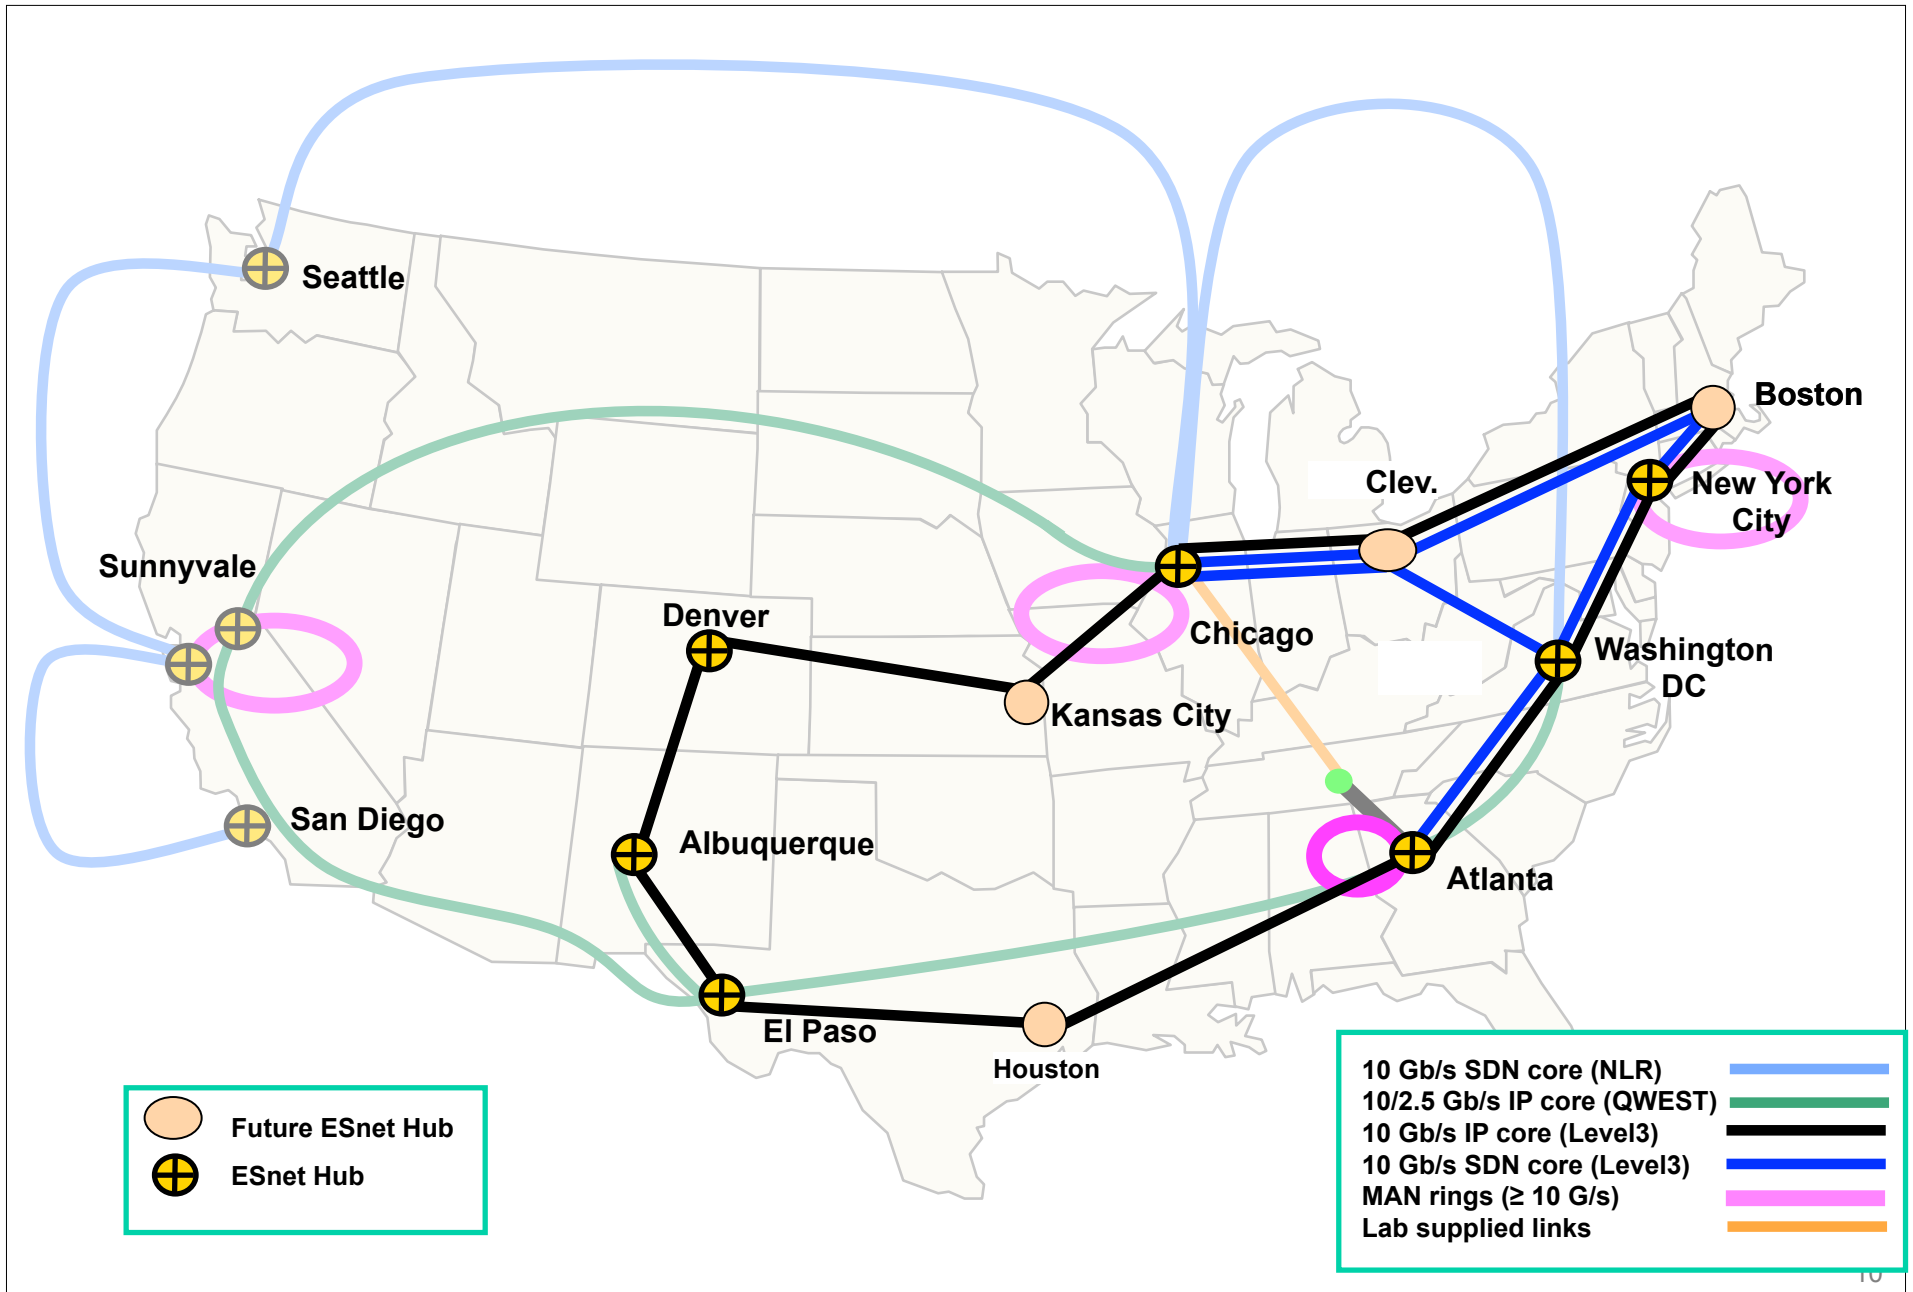 Seattle
Boston
Clev.
New York
City
Sunnyvale
Denver
Chicago
Washington
DC
Kansas City
San Diego
Albuquerque
Atlanta
El Paso
Houston
Future ESnet Hub
ESnet Hub
10 Gb/s SDN core (NLR)
10/2.5 Gb/s IP core (QWEST)
10 Gb/s IP core (Level3)
10 Gb/s SDN core (Level3)
MAN rings (≥ 10 G/s)
Lab supplied links
10